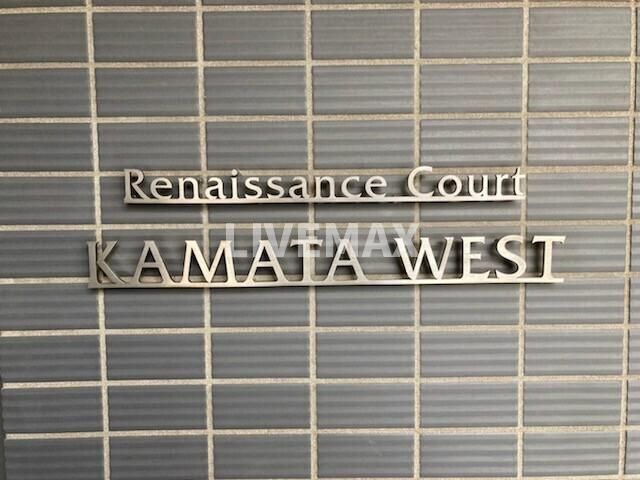 Renaissance Court
LIVEMAX
KAMATA WEST